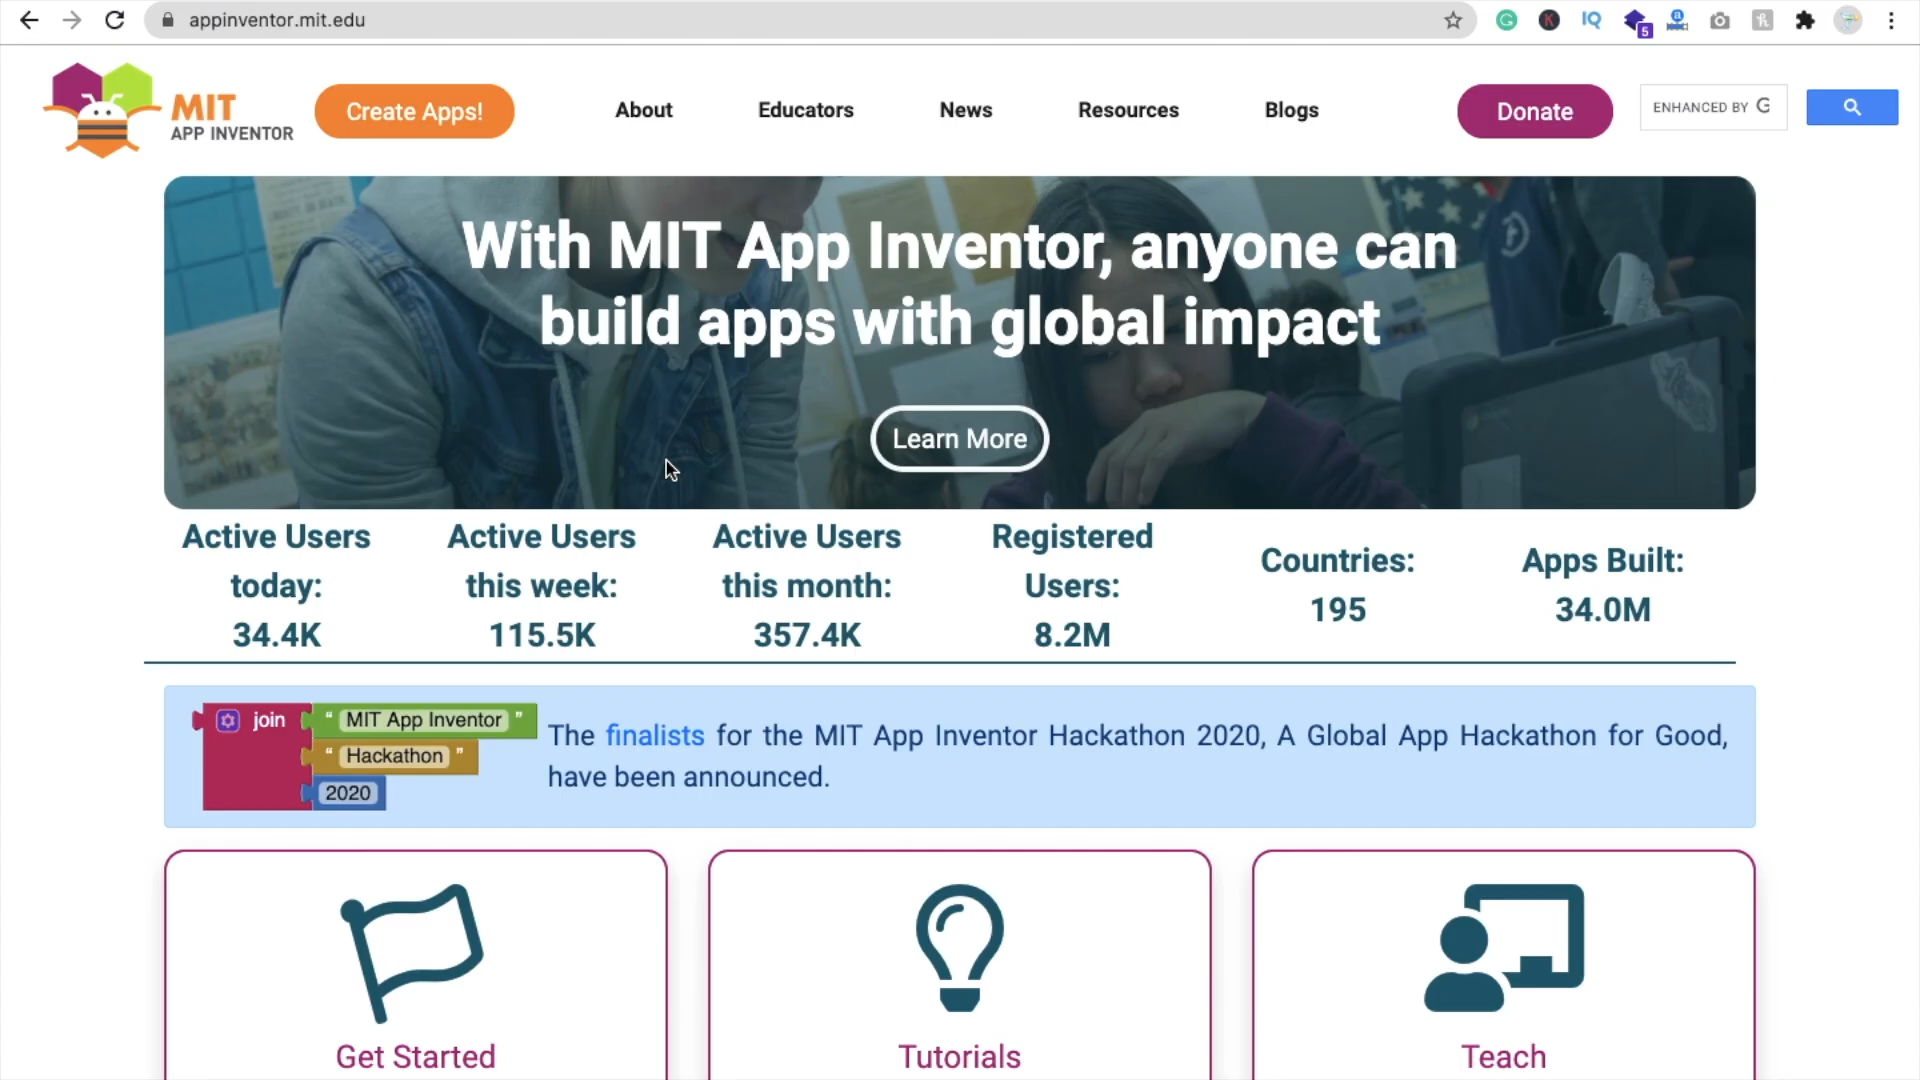 appinventor.mit.edu
5
MIT
APP INVENTOR
Create Apps!
About
Educators
News
Resources
Blogs
Donate
ENHANCED BY G
With MIT App Inventor, anyone can
build apps with global impact
Learn More
Active Users
today:
34.4K
Active Users
this week:
115.5K
Active Users
this month:
357.4K
Registered
Users:
8.2M
Countries:
195
Apps Built:
34.0M
join
“ MIT App Inventor ”
“ Hackathon ”
2020
The finalists for the MIT App Inventor Hackathon 2020, A Global App Hackathon for Good,
have been announced.
Get Started
Tutorials
Teach